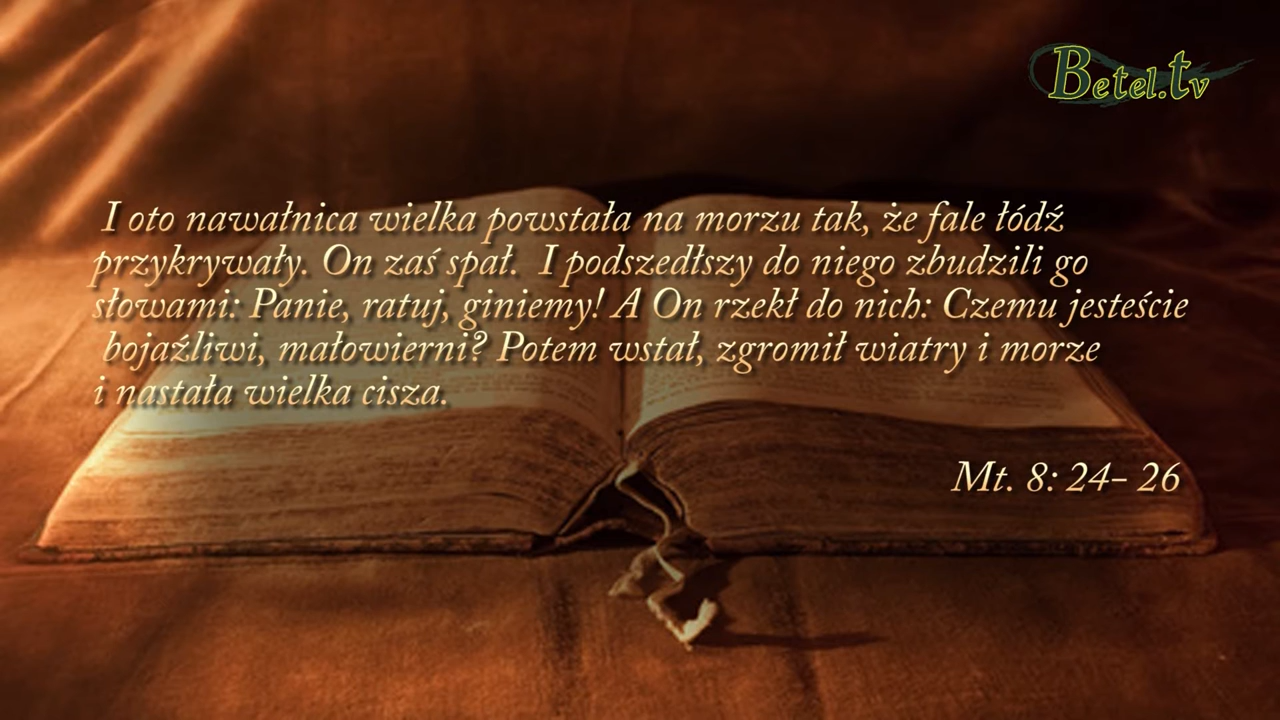 Betel.tv
I oto nawałnica wielka powstała na morzu tak, że fale łódź
przykrywały. On zaś spał. I podszedłszy do niego zbudzili go
słowami: Panie, ratuj, giniemy! A On rzekł do nich: Czemu jesteście
bojaźliwi, małowierni? Potem wstał, zgromił wiatry i morze
i nastała wielka cisza.
Mt. 8: 24- 26